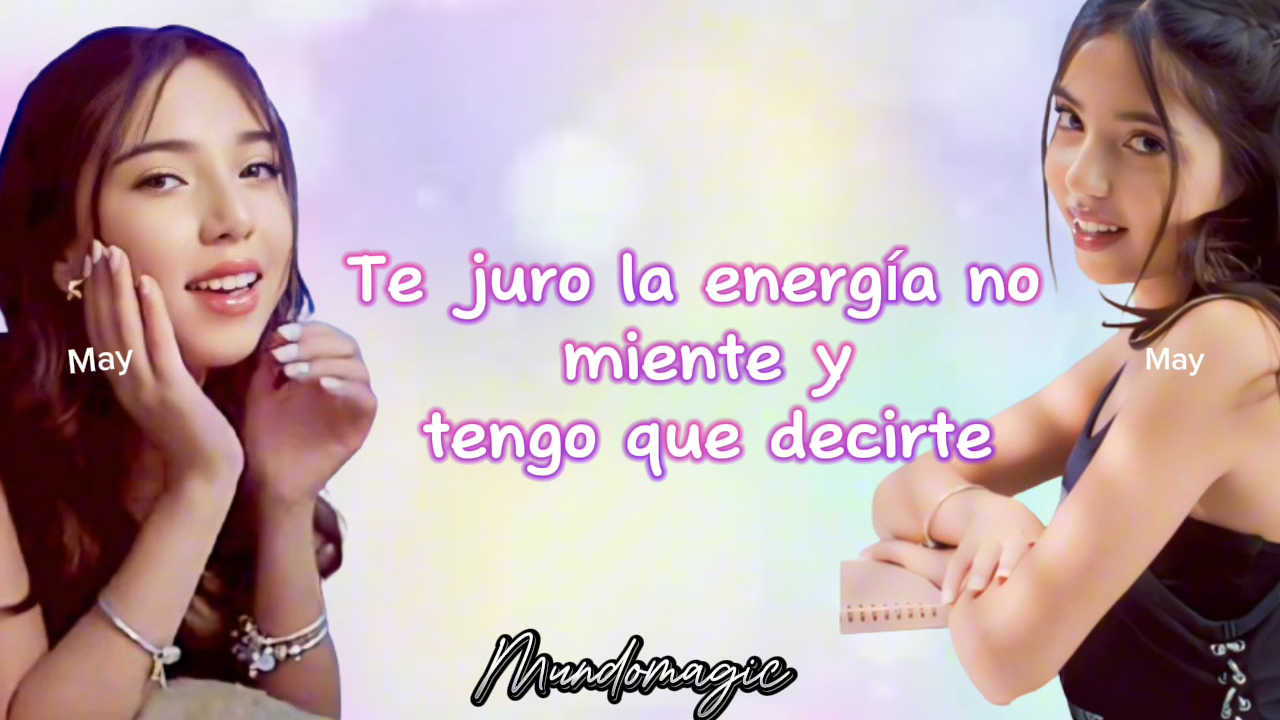 Te juro la energía no
miente y
tengo que decirte
May
May
Mundomagic